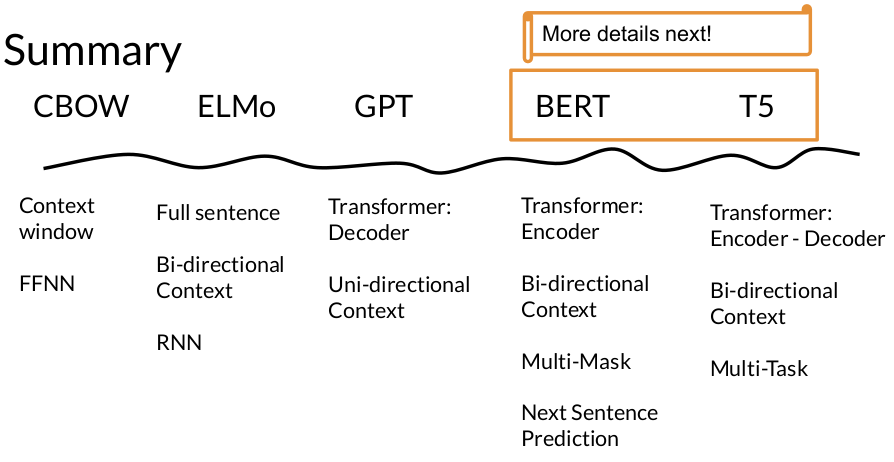 More details next!
Summary
CBOW
ELMo
GPT
BERT
T5
Context
window
FFNN
Full sentence
Bi-directional
Context
RNN
Transformer:
Decoder
Uni-directional
Context
Transformer:
Encoder
Bi-directional
Context
Multi-Mask
Next Sentence
Prediction
Transformer:
Encoder - Decoder
Bi-directional
Context
Multi-Task